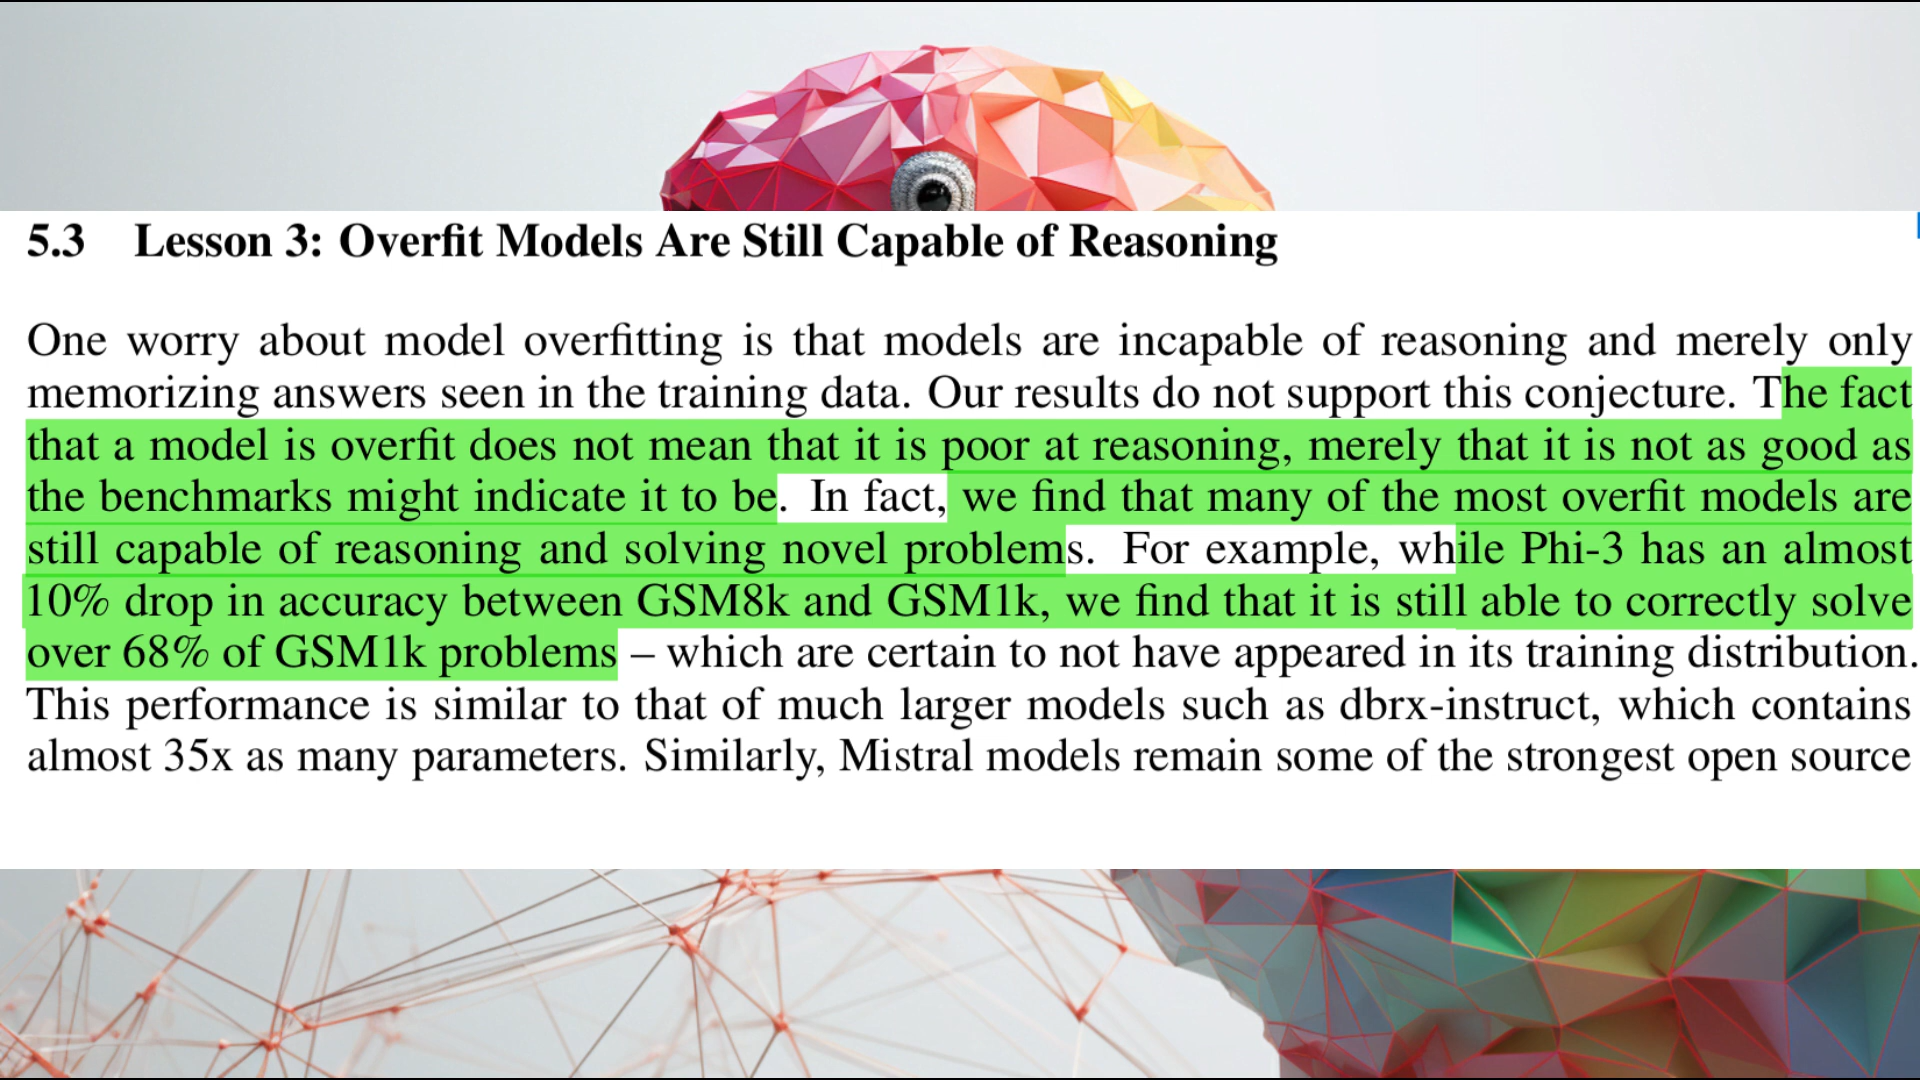 5.3 Lesson 3: Overfit Models Are Still Capable of Reasoning
One worry about model overfitting is that models are incapable of reasoning and merely only
memorizing answers seen in the training data. Our results do not support this conjecture. The fact
that a model is overfit does not mean that it is poor at reasoning, merely that it is not as good as
the benchmarks might indicate it to be. In fact, we find that many of the most overfit models are
still capable of reasoning and solving novel problems. For example, while Phi-3 has an almost
10% drop in accuracy between GSM8k and GSM1k, we find that it is still able to correctly solve
over 68% of GSM1k problems – which are certain to not have appeared in its training distribution.
This performance is similar to that of much larger models such as dbrx-instruct, which contains
almost 35x as many parameters. Similarly, Mistral models remain some of the strongest open source